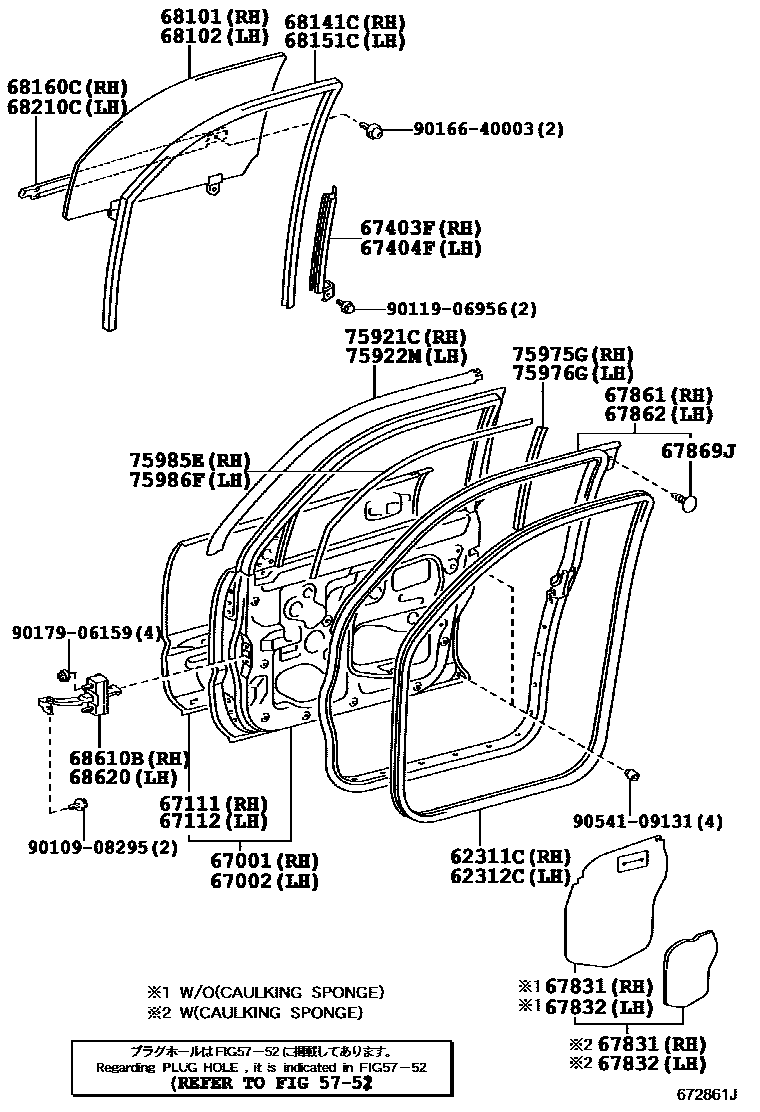 68101 (RH)
68102 (LH)
68141C (RH)
68151C (LH)
68160C (RH)
68210C (LH)
90166-40003 (2)
67403F (RH)
67404F (LH)
90119-06956 (2)
75921C (RH)
75922M (LH)
75975G (RH)
75976G (LH)
67861 (RH)
67862 (LH)
67869J
75985E (RH)
75986F (LH)
90179-06159 (4)
68610B (RH)
68620 (LH)
67111 (RH)
67112 (LH)
90109-08295 (2)
67001 (RH)
67002 (LH)
62311C (RH)
62312C (LH)
90541-09131 (4)
※1 67831 (RH)
※1 67832 (LH)
※2 67831 (RH)
※2 67832 (LH)
※1 W/O(CAULKING SPONGE)
※2 W(CAULKING SPONGE)
プラグホールはFIG57-52に掲載してあります。
Regarding PLUG HOLE , it is indicated in FIG57-52
(REFER TO FIG 57-52)
672861J